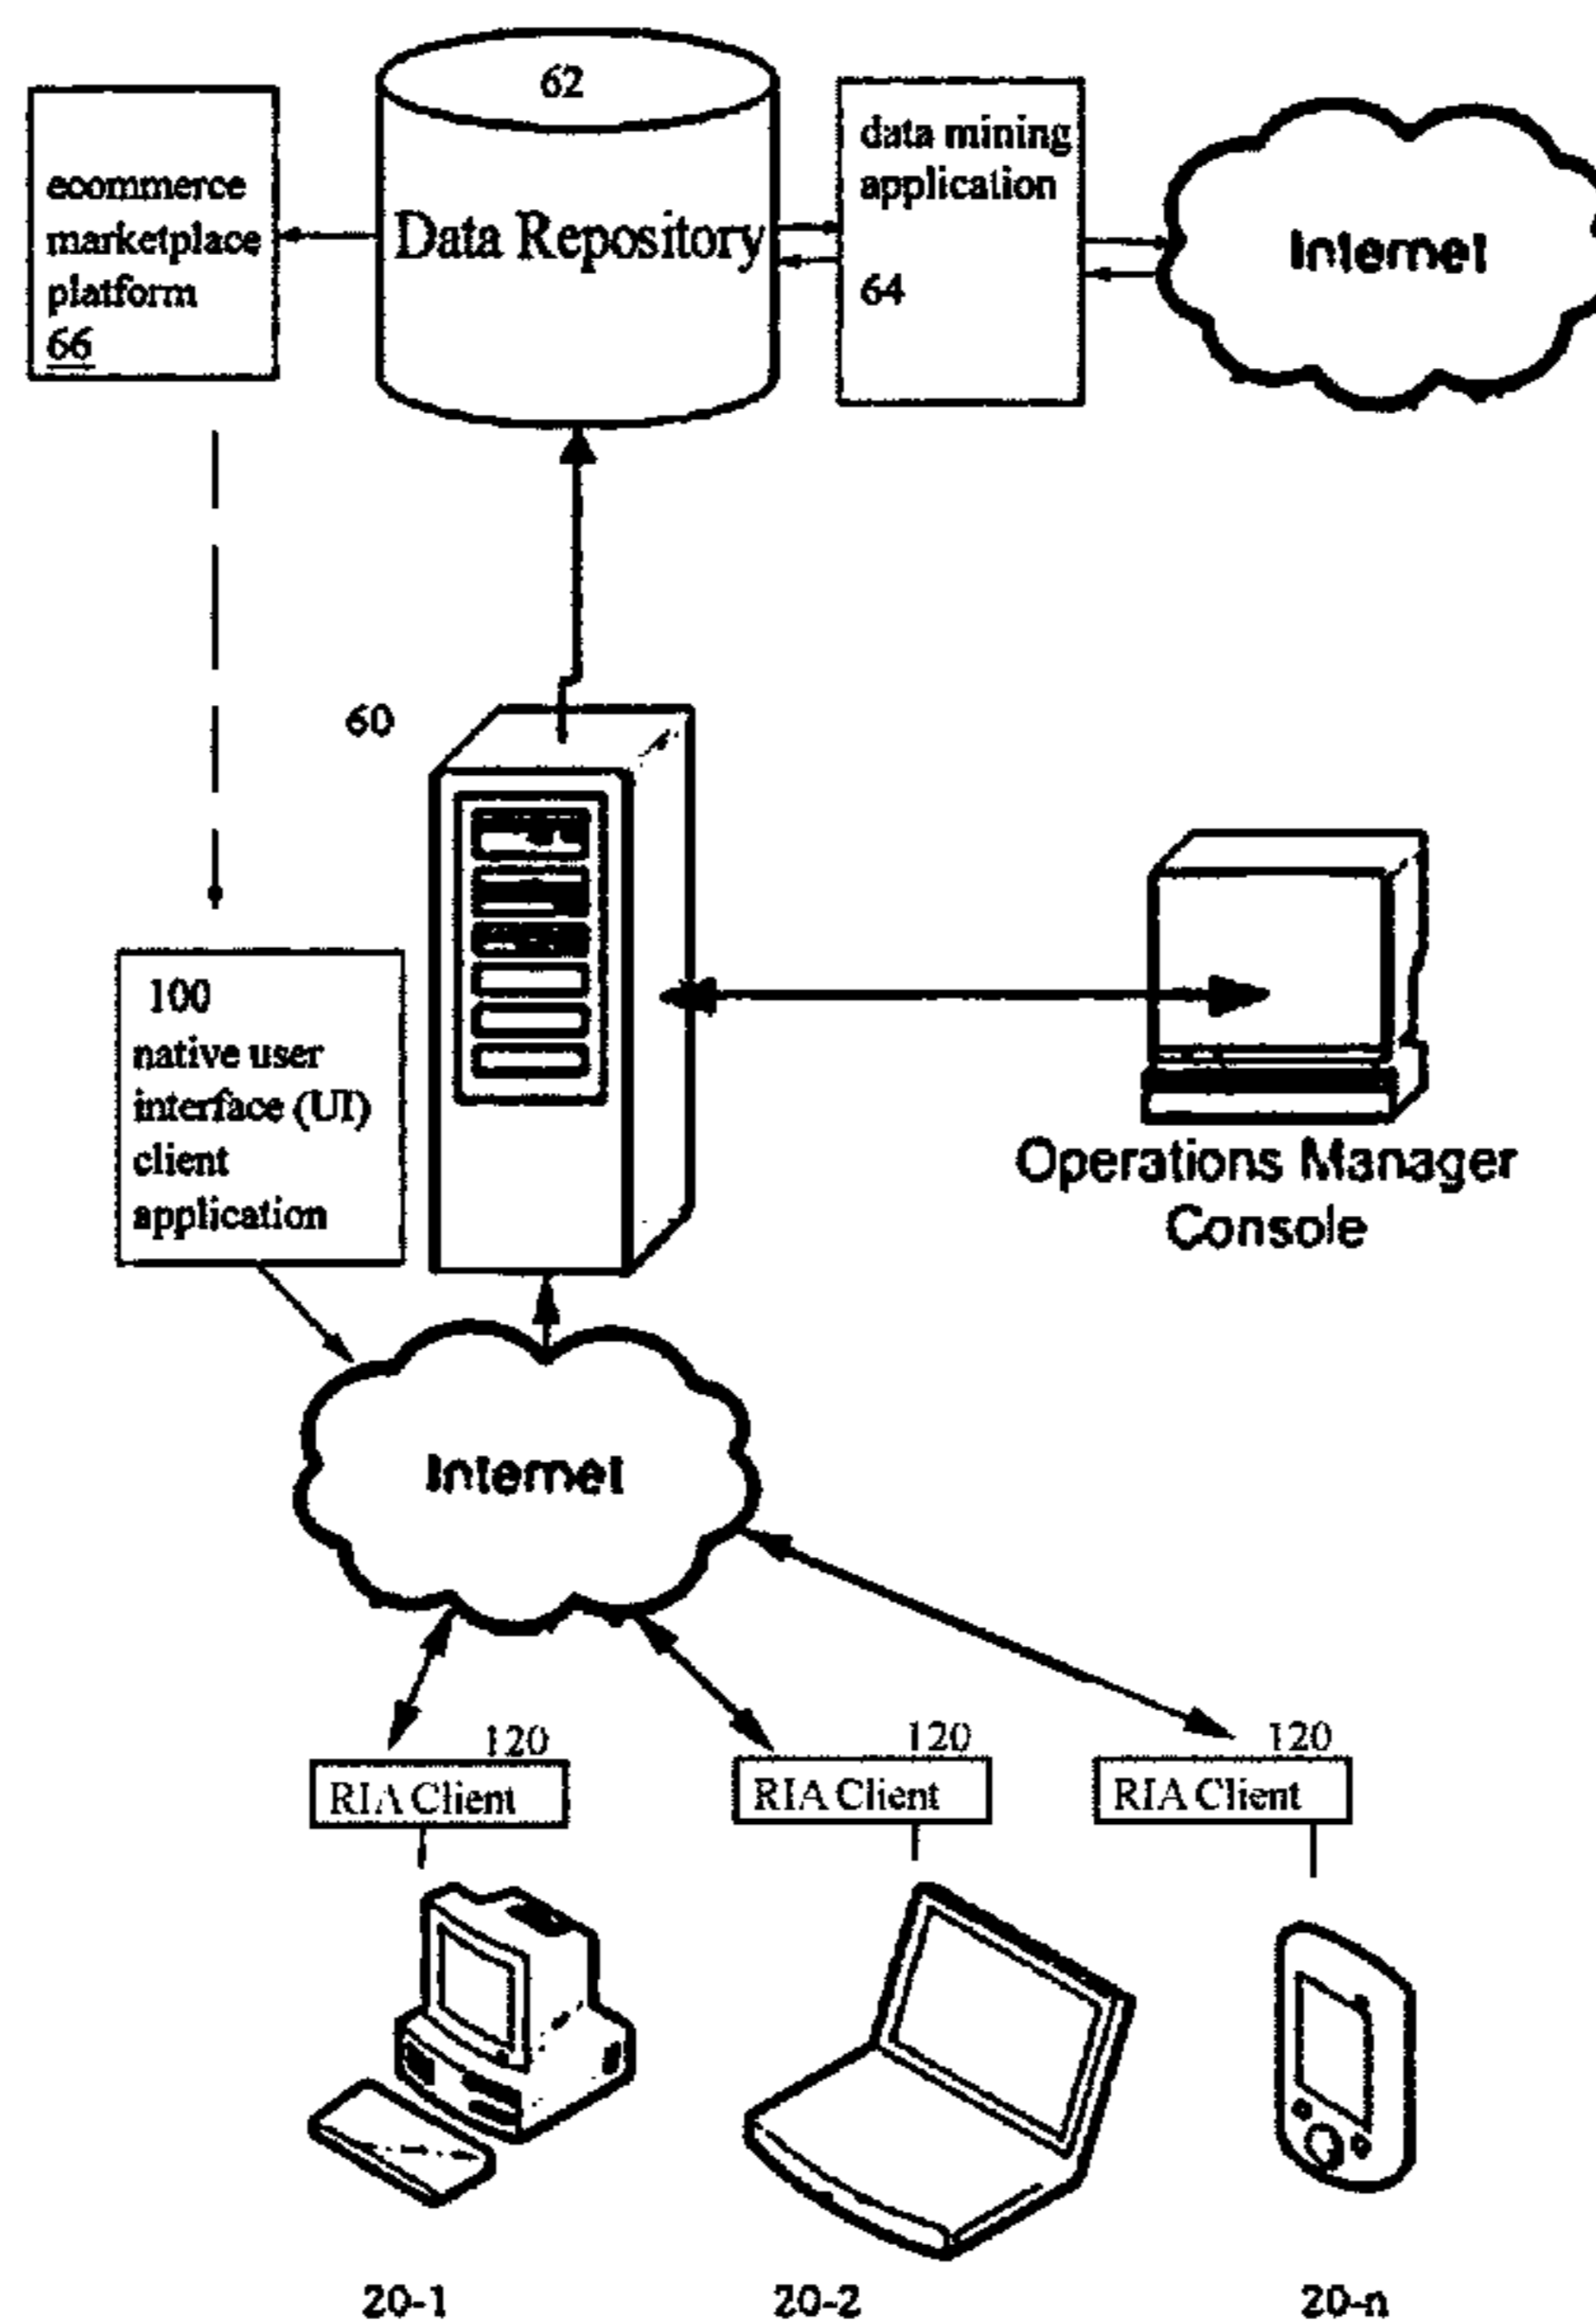 62
Data Repository
ecommerce
marketplace
platform
66
data mining
application
64
Internet
60
100
native user
interface (UI)
client
application
Operations Manager
Console
Internet
120
RIA Client
120
RIA Client
120
RIA Client
20-1
20-2
20-n